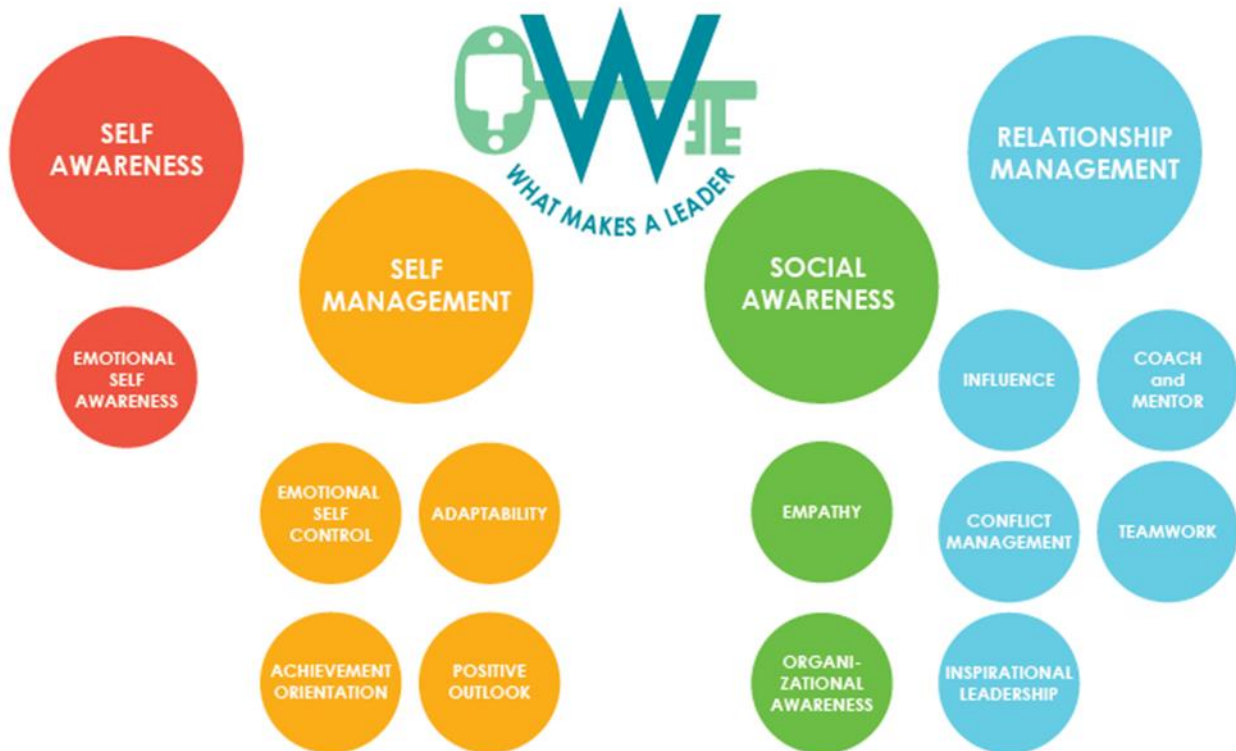 SELF
AWARENESS
EMOTIONAL
SELF
AWARENESS
SELF
MANAGEMENT
EMOTIONAL
SELF
CONTROL
ADAPTABILITY
ACHIEVEMENT
ORIENTATION
POSITIVE
OUTLOOK
W
WHAT MAKES A LEADER
SOCIAL
AWARENESS
EMPATHY
ORGANI-
ZATIONAL
AWARENESS
RELATIONSHIP
MANAGEMENT
INFLUENCE
COACH
and
MENTOR
CONFLICT
MANAGEMENT
TEAMWORK
INSPIRATIONAL
LEADERSHIP